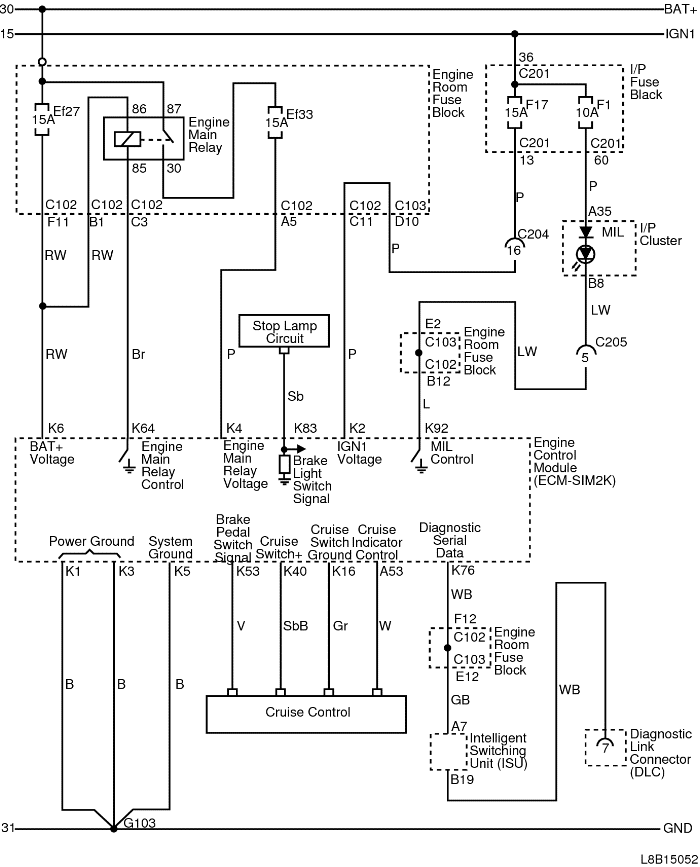 30 BAT+
15 IGN1
36
C201
I/P
Fuse
Black
Engine
Room
Fuse
Block
Ef27
15A
86 87
Engine
Main
Relay
85 30
Ef33
15A
F17
15A
F1
10A
C201 C201
13 60
C102 C102 C102 C102 C102 C103
F11 B1 C3 A5 C11 D10
P P
A35
MIL
I/P
Cluster
B8
C204
16
RW RW P
LW
C205
5
Stop Lamp
Circuit
E2
C103
C102
B12
Engine
Room
Fuse
Block
LW
RW Br P P
Sb
L
K6 K64 K4 K83 K2 K92
BAT+
Voltage
Engine
Main
Relay
Control
Engine
Main
Relay
Voltage
Brake
Light
Switch
Signal
IGN1
Voltage
MIL
Control
Engine
Control
Module
(ECM-SIM2K)
Power Ground
System
Ground
Brake
Pedal
Switch
Signal
Cruise
Switch+
Cruise
Switch
Ground
Cruise
Indicator
Control
Diagnostic
Serial
Data
K1 K3 K5 K53 K40 K16 A53 K76
WB
F12
C102
C103
E12
Engine
Room
Fuse
Block
V SbB Gr W
B B B
GB
WB
Cruise Control
A7
Intelligent
Switching
Unit (ISU)
B19
7
Diagnostic
Link
Connector
(DLC)
G103
31 GND
L8B15052